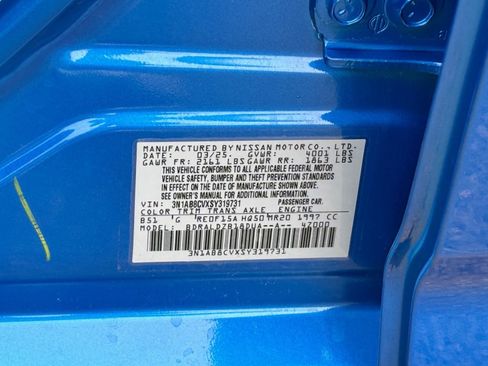 MANUFACTURED BY NISSAN MOTOR CO., LTD.
DATE: 03/25 GVWR: 4001 LBS
GAWR FR: 2161 LBS GAWR RR: 1863 LBS
THIS VEHICLE CONFORMS TO
ALL APPLICABLE FEDERAL MOTOR
VEHICLE SAFETY, BUMPER AND THEFT PREVENTION STANDARDS
IN EFFECT ON THE DATE OF MANUFACTURE SHOWN ABOVE.
SEE OWNER'S MANUAL FOR
ADDITIONAL INFORMATION.
VIN: 3N1AB8CVXSY319731 PASSENGER CAR.
COLOR TRIM TRANS AXLE ENGINE
B51 G RE0F15A HQ50 MR20 1997 CC
MODEL: BDRALDZB18DUA--A-- 47000
3N1AB8CVXSY319731